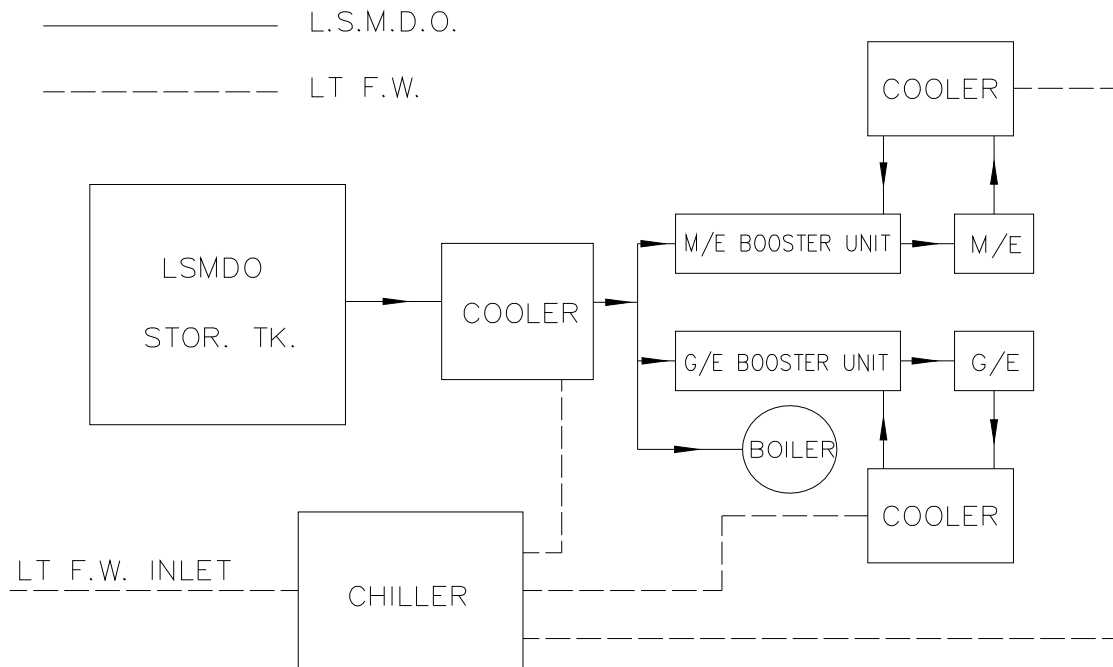 L.S.M.D.O.
LT F.W.
COOLER
LSMDO
STOR. TK.
COOLER
M/E BOOSTER UNIT
M/E
G/E BOOSTER UNIT
G/E
BOILER
COOLER
LT F.W. INLET
CHILLER